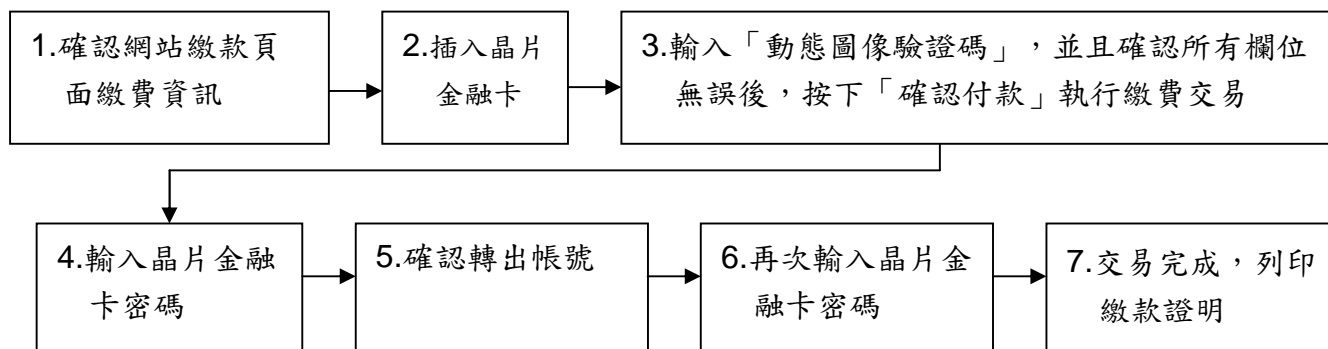 1.確認網站繳款頁
面繳費資訊
2.插入晶片
金融卡
3.輸入「動態圖像驗證碼」，並且確認所有欄位
無誤後，按下「確認付款」執行繳費交易
4.輸入晶片金融
卡密碼
5.確認轉出帳號
6.再次輸入晶片金
融卡密碼
7.交易完成，列印
繳款證明